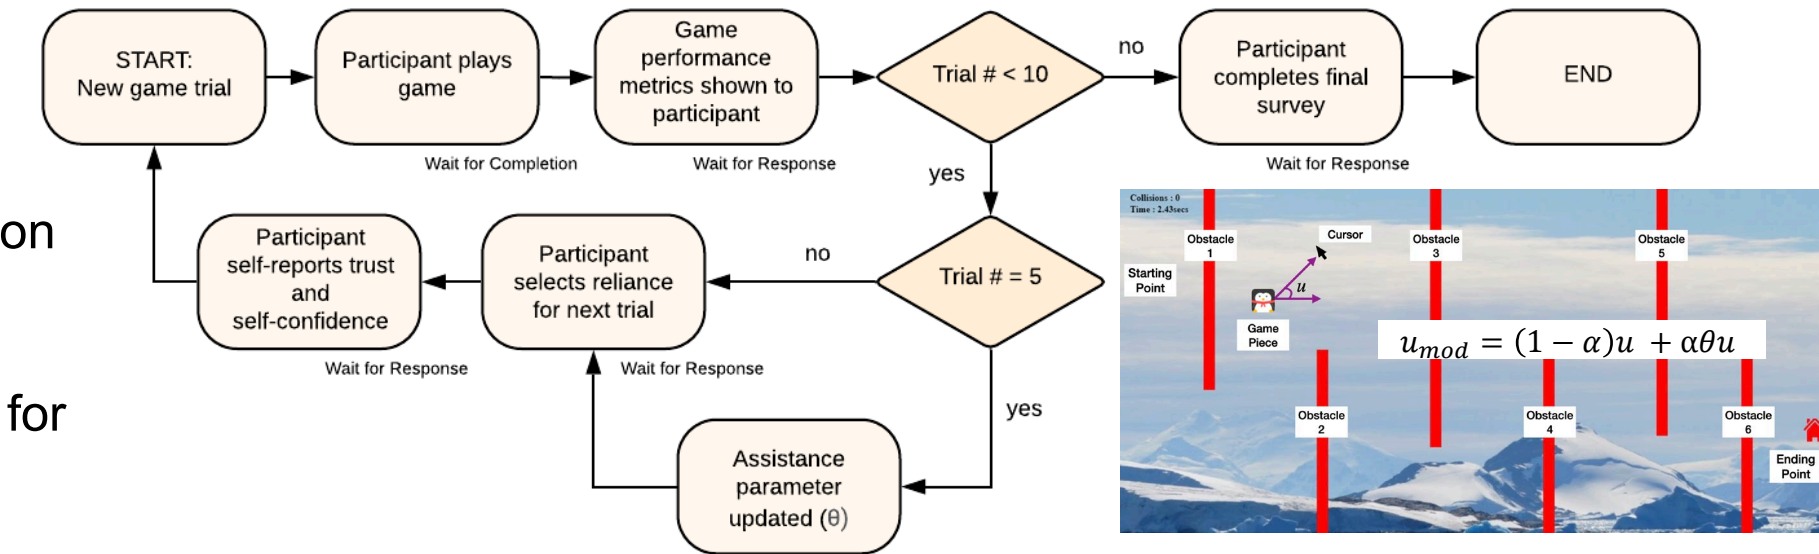 START:
New game trial
Participant plays
game
Wait for Completion
Game
performance
metrics shown to
participant
Wait for Response
Trial # < 10
no
Participant
completes final
survey
Wait for Response
END
yes
on
Participant
self-reports trust
and
self-confidence
Wait for Response
Participant
selects reliance
for next trial
Wait for Response
no
Trial # = 5
yes
for
Assistance
parameter
updated (θ)
Collisions : 0
Time : 2.43secs
Starting
Point
Obstacle
1
Cursor
u
Game
Piece
Obstacle
3
Obstacle
5
u_mod = (1 − α)u + αθu
Obstacle
2
Obstacle
4
Obstacle
6
Ending
Point